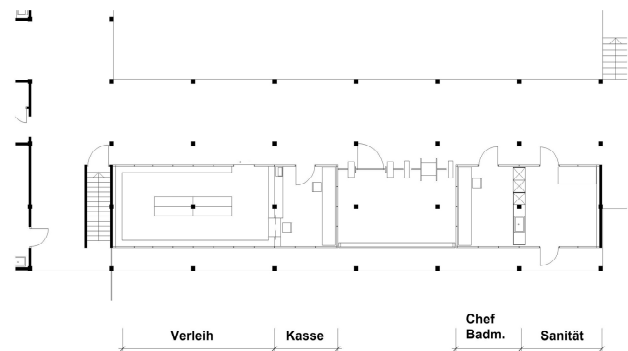 Verleih
Kasse
Chef
Badm.
Sanität